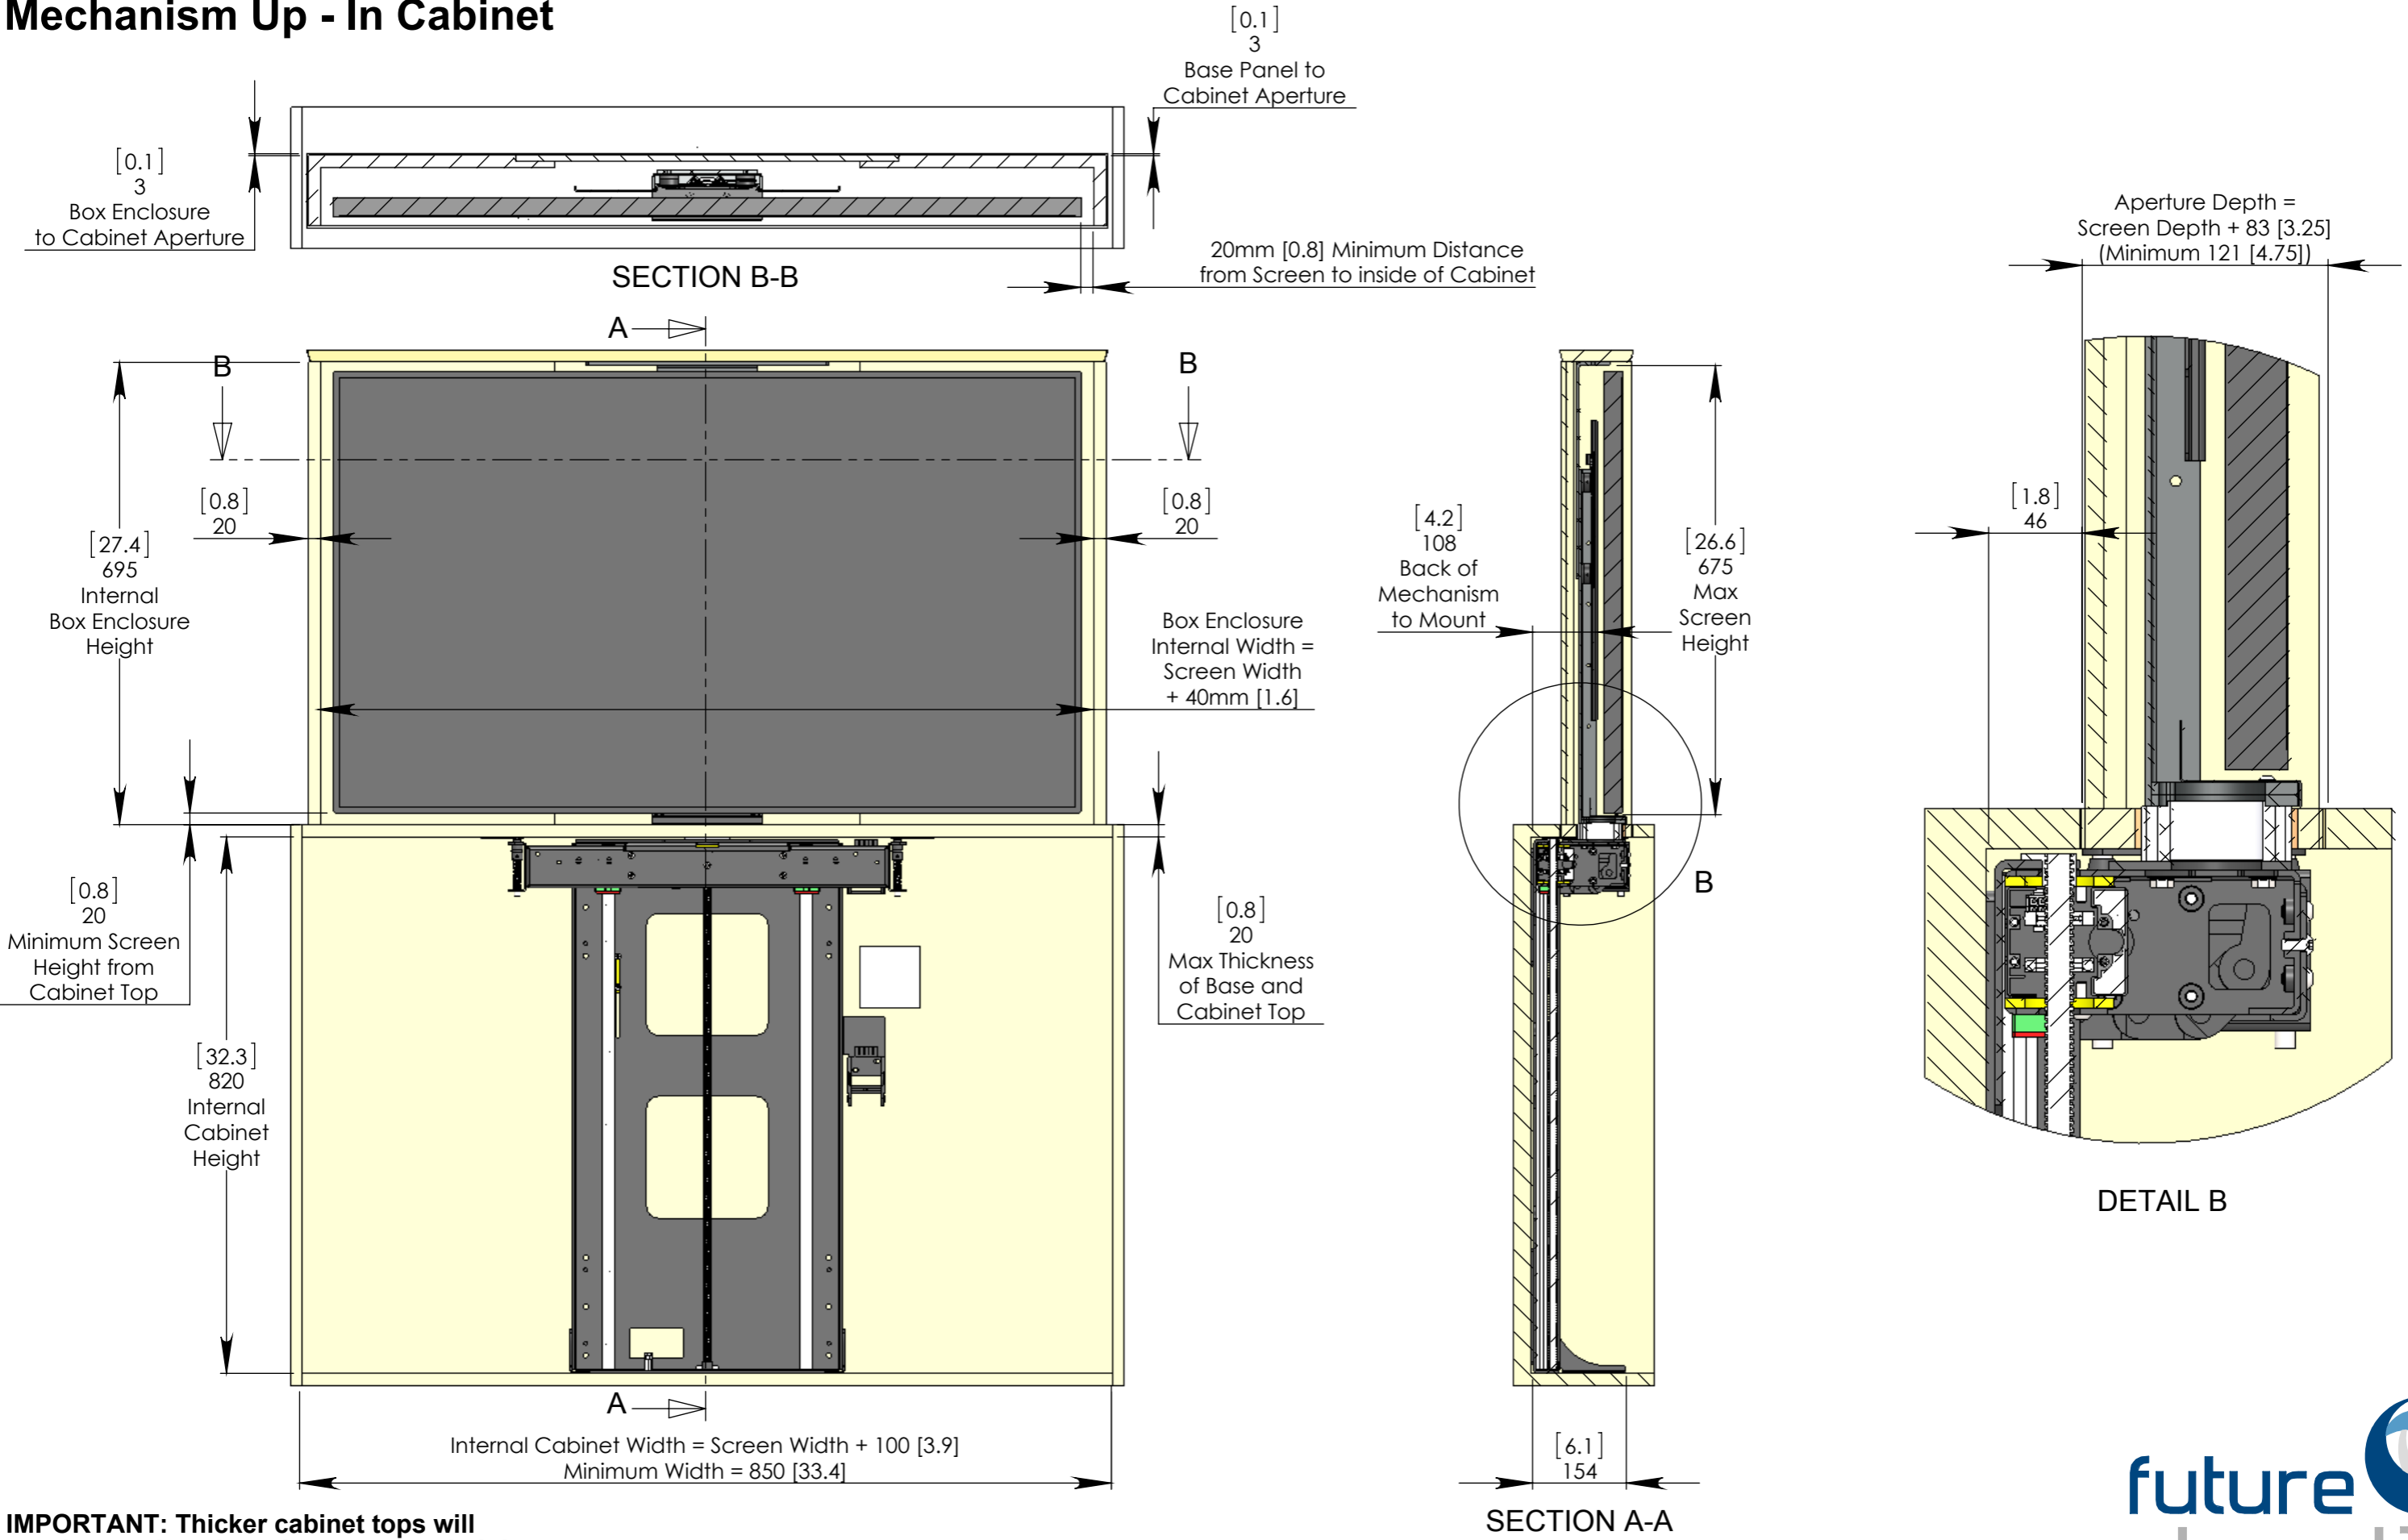 Mechanism Up - In Cabinet
[0.1]
3
Base Panel to
Cabinet Aperture
[0.1]
3
Box Enclosure
to Cabinet Aperture
SECTION B-B
20mm [0.8] Minimum Distance
from Screen to inside of Cabinet
Aperture Depth =
Screen Depth + 83 [3.25]
(Minimum 121 [4.75])
A
B
B
[0.8]
20
[0.8]
20
[27.4]
695
Internal
Box Enclosure
Height
[4.2]
108
Back of
Mechanism
to Mount
[26.6]
675
Max
Screen
Height
[1.8]
46
Box Enclosure
Internal Width =
Screen Width
+ 40mm [1.6]
B
[0.8]
20
Minimum Screen
Height from
Cabinet Top
[0.8]
20
Max Thickness
of Base and
Cabinet Top
[32.3]
820
Internal
Cabinet
Height
DETAIL B
A
Internal Cabinet Width = Screen Width + 100 [3.9]
Minimum Width = 850 [33.4]
[6.1]
154
SECTION A-A
future
IMPORTANT: Thicker cabinet tops will